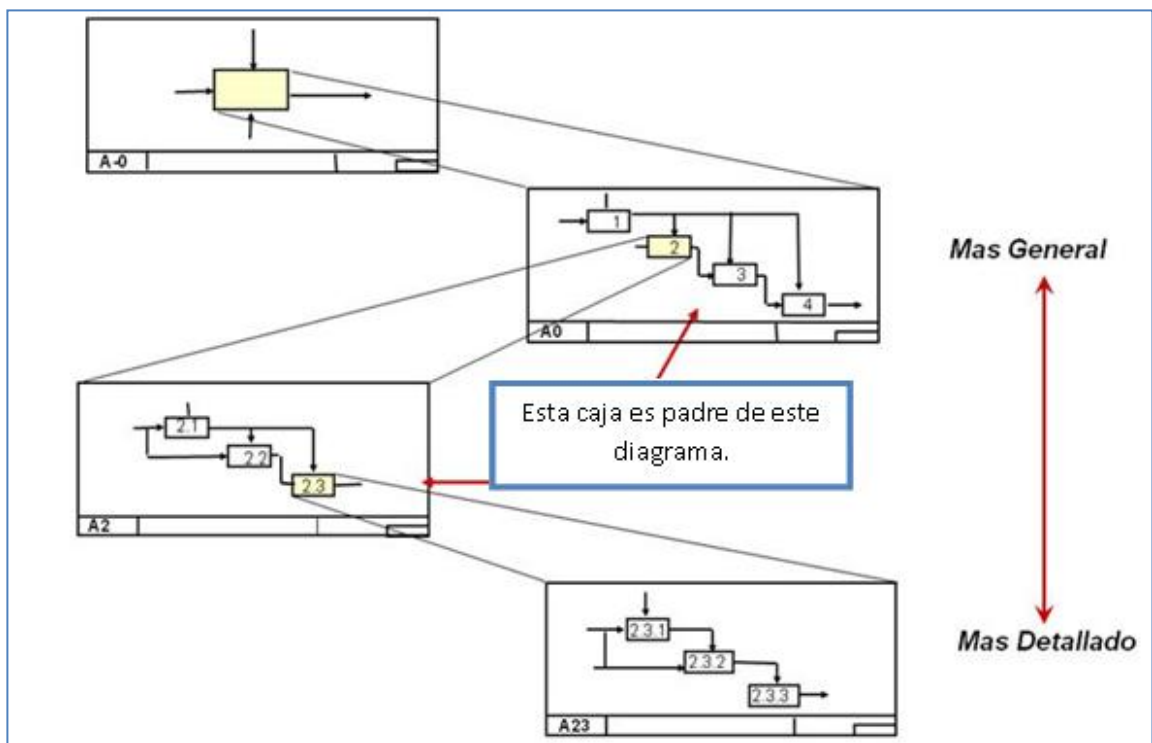 A-0
1
2
3
4
A0
Mas General
Esta caja es padre de este
diagrama.
2.1
2.2
2.3
A2
2.3.1
2.3.2
2.3.3
A23
Mas Detallado